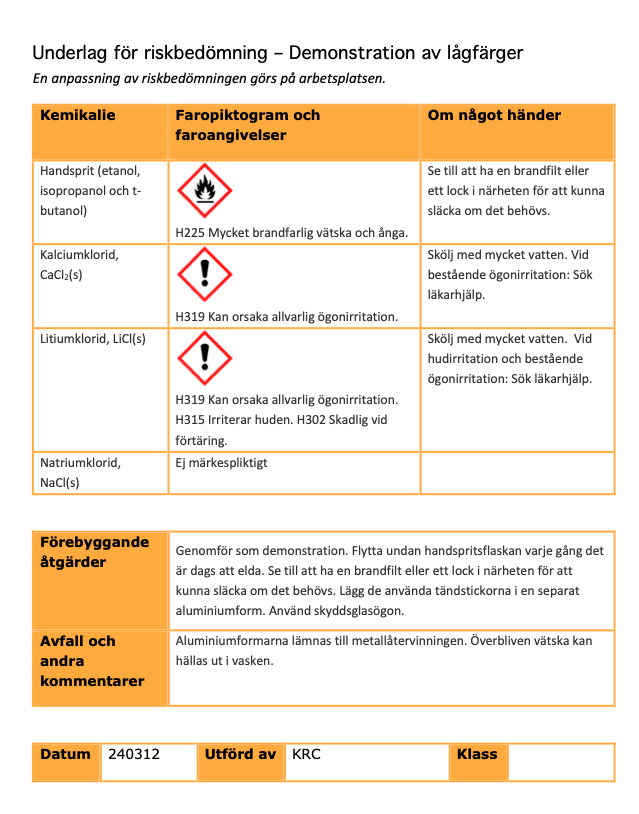 Underlag för riskbedömning – Demonstration av lågfärger
En anpassning av riskbedömningen görs på arbetsplatsen.
Kemikalie
Faropiktogram och
faroangivelser
Om något händer
Handsprit (etanol,
isopropanol och t-
butanol)
H225 Mycket brandfarlig vätska och ånga.
Se till att ha en brandfilt eller
ett lock i närheten för att kunna
släcka om det behövs.
Kalciumklorid,
CaCl₂(s)
H319 Kan orsaka allvarlig ögonirritation.
Skölj med mycket vatten. Vid
bestående ögonirritation: Sök
läkarhjälp.
Litiumklorid, LiCl(s)
H319 Kan orsaka allvarlig ögonirritation.
H315 Irriterar huden. H302 Skadlig vid
förtäring.
Skölj med mycket vatten.  Vid
hudirritation och bestående
ögonirritation: Sök läkarhjälp.
Natriumklorid,
NaCl(s)
Ej märkespliktigt
Förebyggande
åtgärder
Genomför som demonstration. Flytta undan handspritsflaskan varje gång det
är dags att elda. Se till att ha en brandfilt eller ett lock i närheten för att
kunna släcka om det behövs. Lägg de använda tändstickorna i en separat
aluminiumform. Använd skyddsglasögon.
Avfall och
andra
kommentarer
Aluminiumformarna lämnas till metallåtervinningen. Överbliven vätska kan
hällas ut i vasken.
Datum 240312 Utförd av KRC Klass